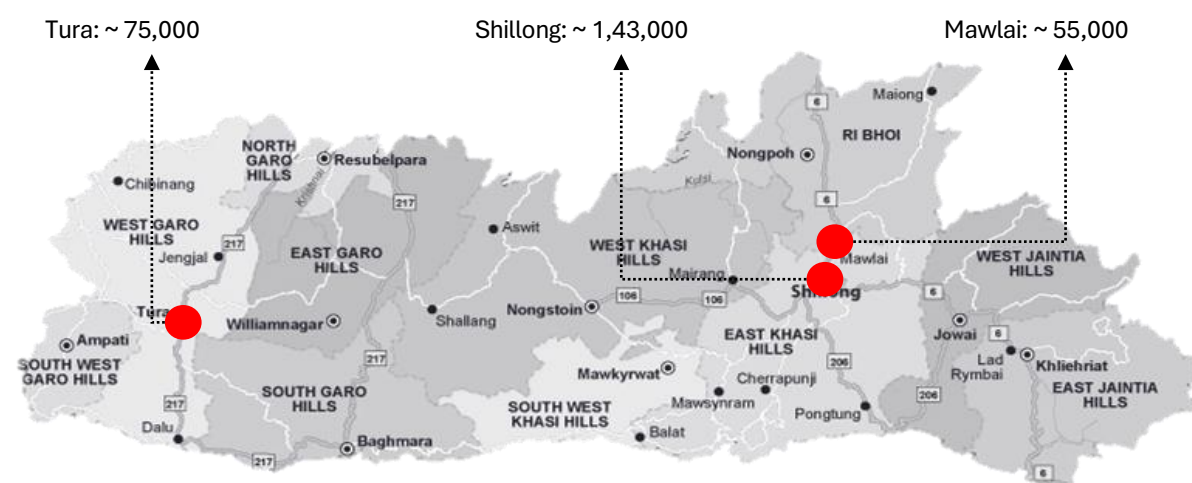 Tura: ~ 75,000
Shillong: ~ 1,43,000
Mawlai: ~ 55,000
6
Maiong
RI BHOI
NORTH
GARO
HILLS
Resubelpara
Nongpoh
Krishnai
Kulsi
Chibinang
217
6
WEST GARO
HILLS
217
Jengjal
EAST GARO
HILLS
Aswit
WEST KHASI
HILLS
Mairang
Mawlai
WEST JAINTIA
HILLS
Shillong
106
106
6
Tura
Williamnagar
Shallang
Nongstoin
EAST KHASI
HILLS
Jowai
6
Ampati
SOUTH WEST
GARO HILLS
217
206
Lad
Rymbai
Khliehriat
Mawkyrwat
Cherrapunji
EAST JAINTIA
HILLS
SOUTH GARO
HILLS
217
SOUTH WEST
KHASI HILLS
Mawsynram
Pongtung
206
Dalu
Balat
Baghmara
217
6